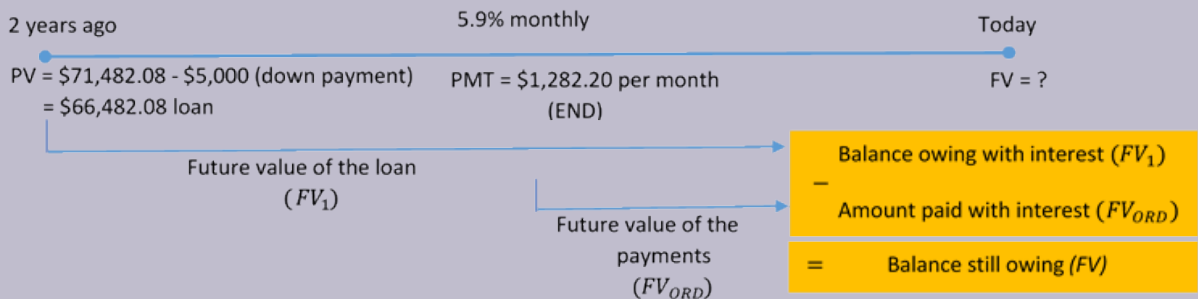 2 years ago
5.9% monthly
Today
PV = $71,482.08 - $5,000 (down payment)
= $66,482.08 loan
PMT = $1,282.20 per month
(END)
FV = ?
Future value of the loan
(FV₁)
Balance owing with interest (FV₁)
−
Amount paid with interest (FV_ORD)
Future value of the
payments
(FV_ORD)
= Balance still owing (FV)